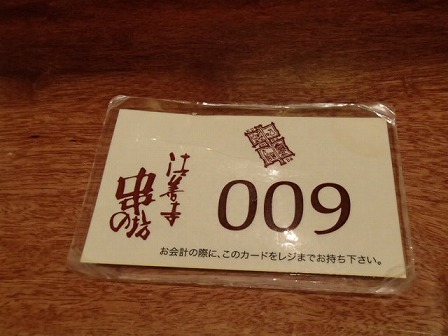 串の坊
009
お会計の際に、このカードをレジまでお持ち下さい。